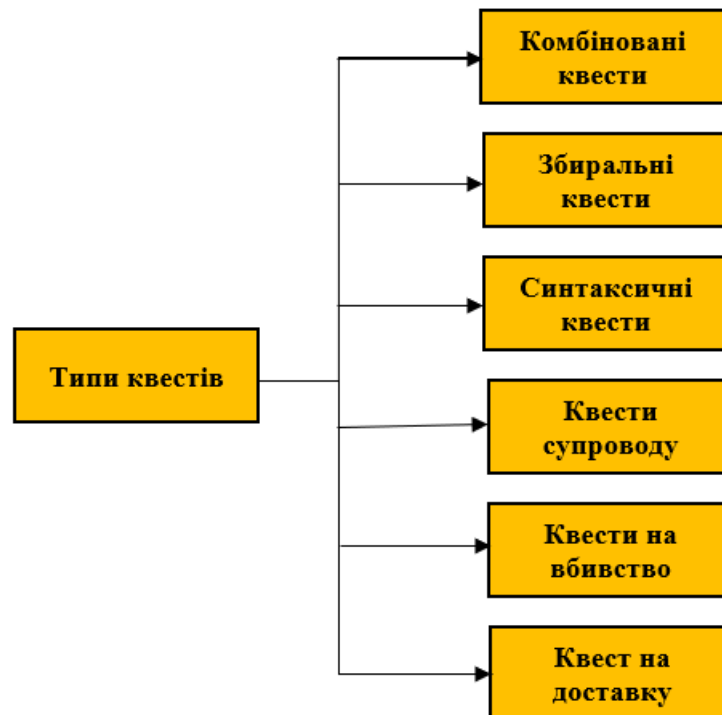 Комбіновані
квести
Збиральні
квести
Синтаксичні
квести
Типи квестів
Квести
супроводу
Квести на
вбивство
Квест на
доставку